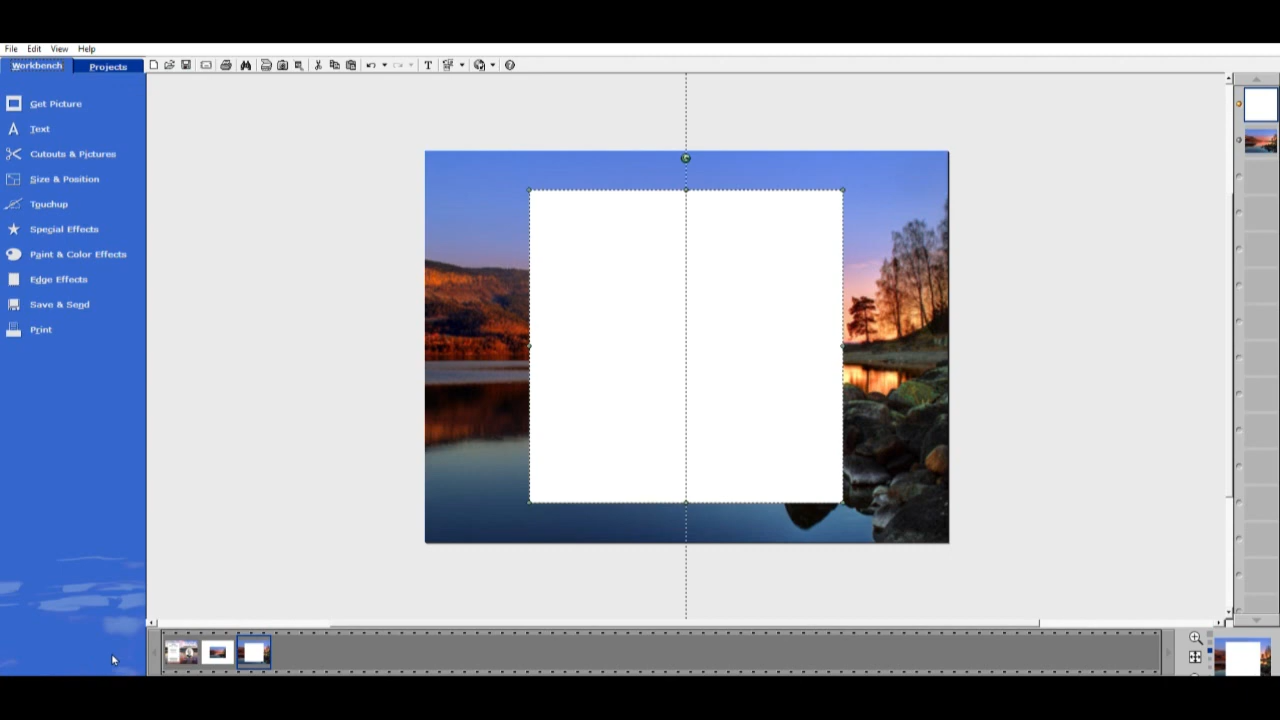 File Edit View Help
Workbench Projects
Get Picture
Text
Cutouts & Pictures
Size & Position
Touchup
Special Effects
Paint & Color Effects
Edge Effects
Save & Send
Print